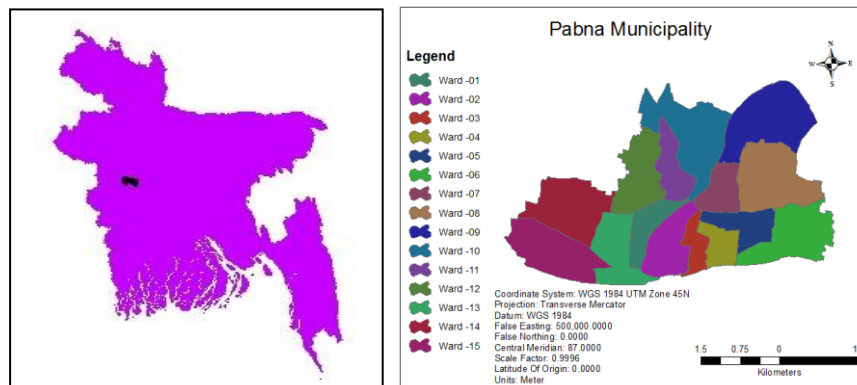 Pabna Municipality
N
W E
S
Legend
Ward -01
Ward -02
Ward -03
Ward -04
Ward -05
Ward -06
Ward -07
Ward -08
Ward -09
Ward -10
Ward -11
Ward -12
Ward -13
Ward -14
Ward -15
Coordinate System: WGS 1984 UTM Zone 45N
Projection: Transverse Mercator
Datum: WGS 1984
False Easting: 500,000.0000
False Northing: 0.0000
Central Meridian: 87.0000
Scale Factor: 0.9996
Latitude Of Origin: 0.0000
Units: Meter
1.5 0.75 0
Kilometers